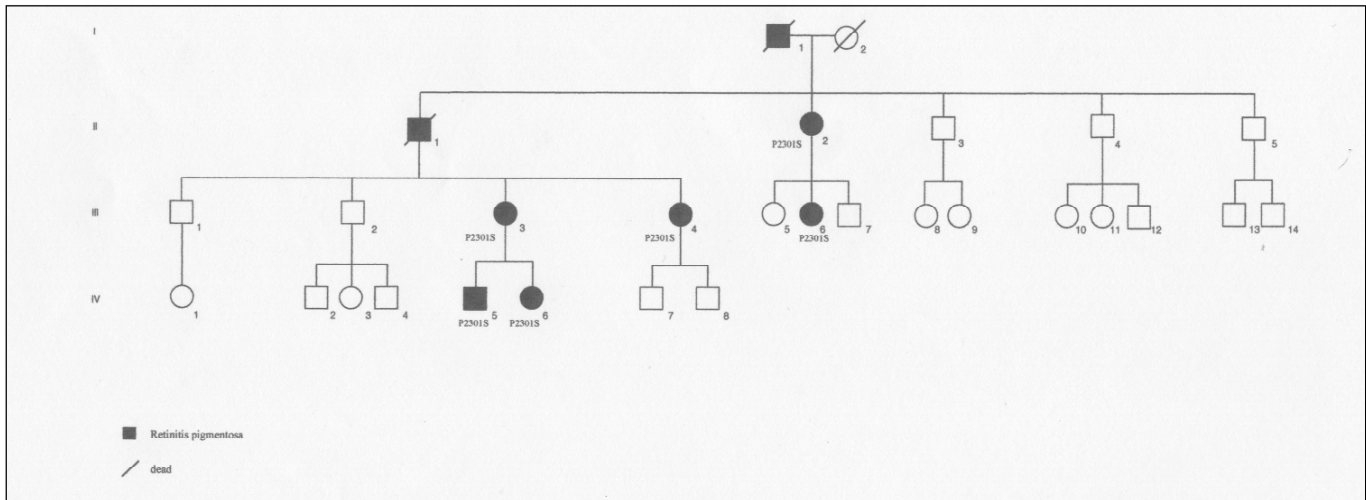 I
1 2
II
1 P2301S 2 3 4 5
III
1 2 3 4 5 6 7 8 9 10 11 12 13 14
P2301S P2301S P2301S
IV
1 2 3 4 5 6 7 8
P2301S P2301S
Retinitis pigmentosa
dead